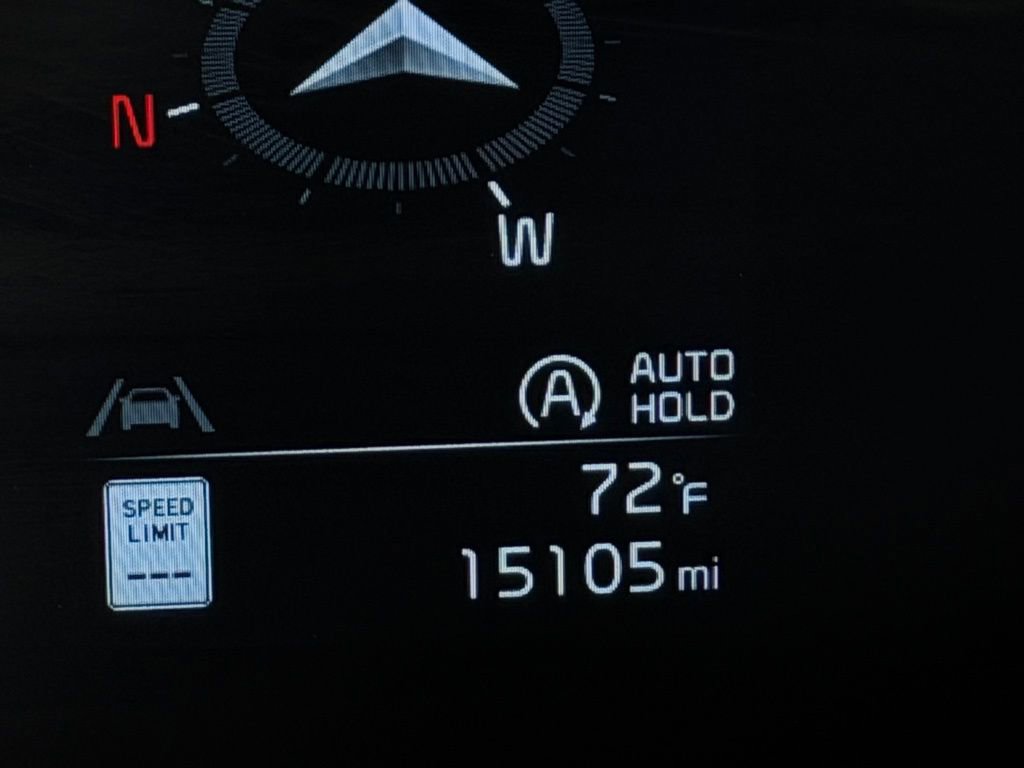 N
W
A
AUTO
HOLD
SPEED
LIMIT
---
72°F
15105 mi